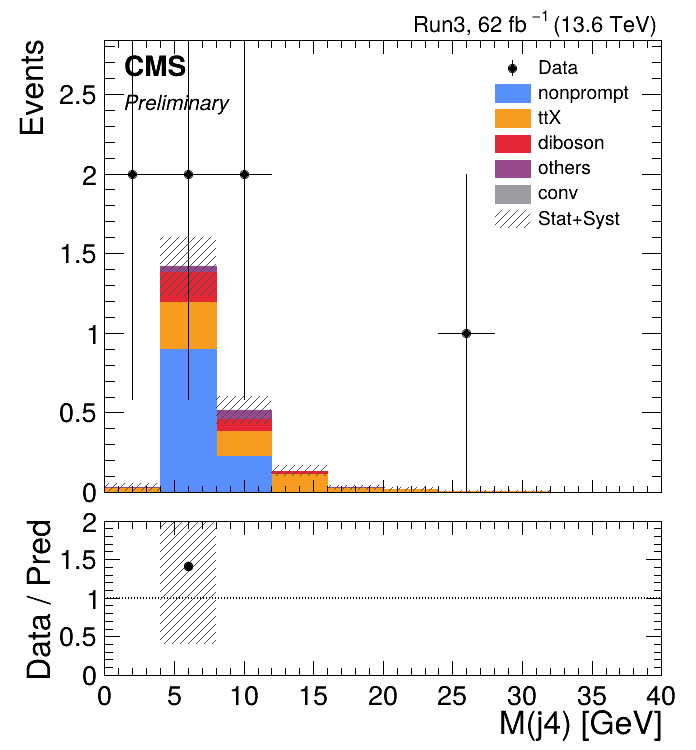 Run3, 62 fb⁻¹ (13.6 TeV)
CMS
Preliminary
Events
Data
nonprompt
ttX
diboson
others
conv
Stat+Syst
2.5
2
1.5
1
0.5
0
Data / Pred
2
1.5
1
0.5
0
0 5 10 15 20 25 30 35 40
M(j4) [GeV]